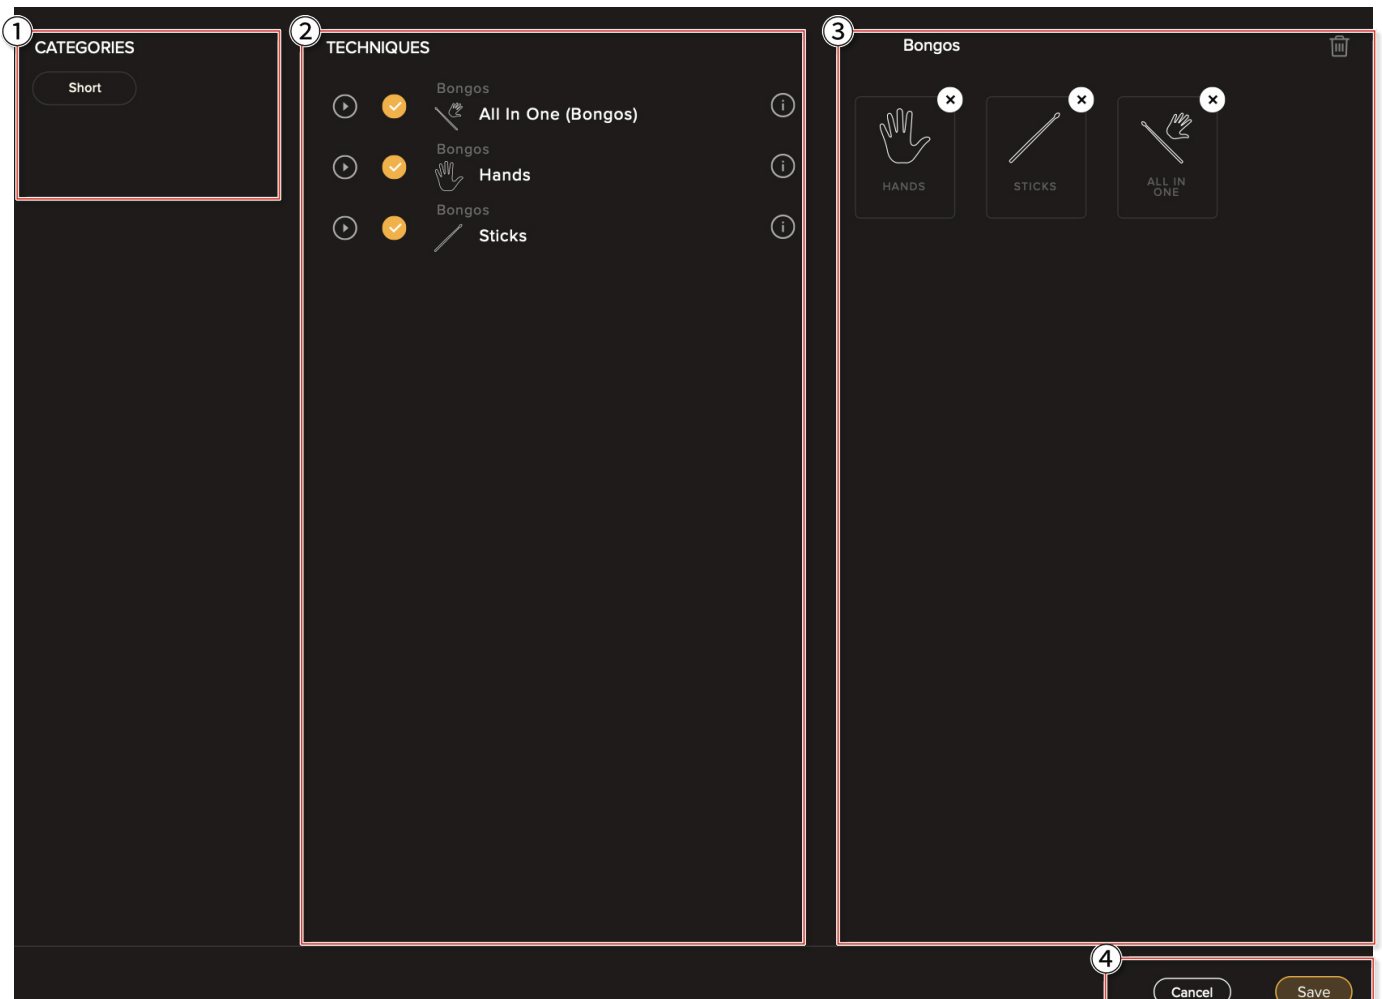 1
CATEGORIES
Short
2
TECHNIQUES
Bongos
All In One (Bongos)
Bongos
Hands
Bongos
Sticks
3
Bongos
HANDS
STICKS
ALL IN
ONE
4
Cancel
Save